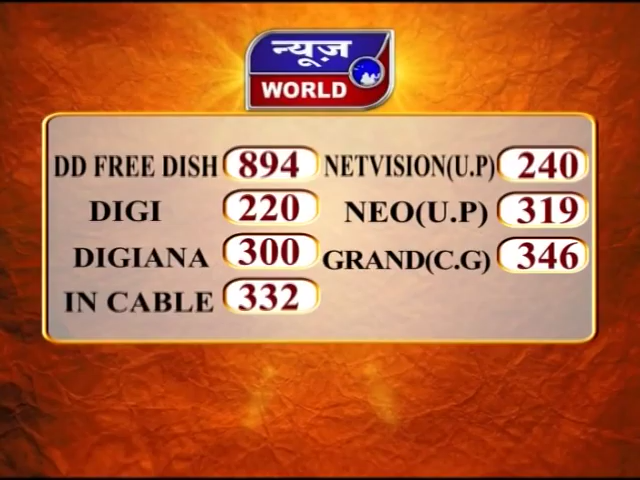 न्यूज़
WORLD
DD FREE DISH 894 NETVISION(U.P) 240
DIGI 220 NEO(U.P) 319
DIGIANA 300 GRAND(C.G) 346
IN CABLE 332